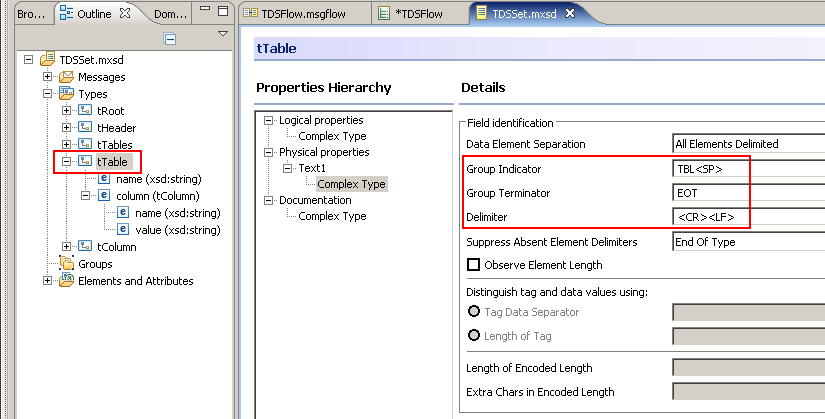 Bro...
Outline
Dom...
TDSSet.mxsd
Messages
Types
tRoot
tHeader
tTables
tTable
name (xsd:string)
column (tColumn)
name (xsd:string)
value (xsd:string)
tColumn
Groups
Elements and Attributes
TDSFlow.msgflow
*TDSFlow
TDSSet.mxsd
tTable
Properties Hierarchy
Logical properties
Complex Type
Physical properties
Text1
Complex Type
Documentation
Complex Type
Details
Field identification
Data Element Separation All Elements Delimited
Group Indicator TBL<SP>
Group Terminator EOT
Delimiter <CR><LF>
Suppress Absent Element Delimiters End Of Type
Observe Element Length
Distinguish tag and data values using:
Tag Data Separator
Length of Tag
Length of Encoded Length
Extra Chars in Encoded Length